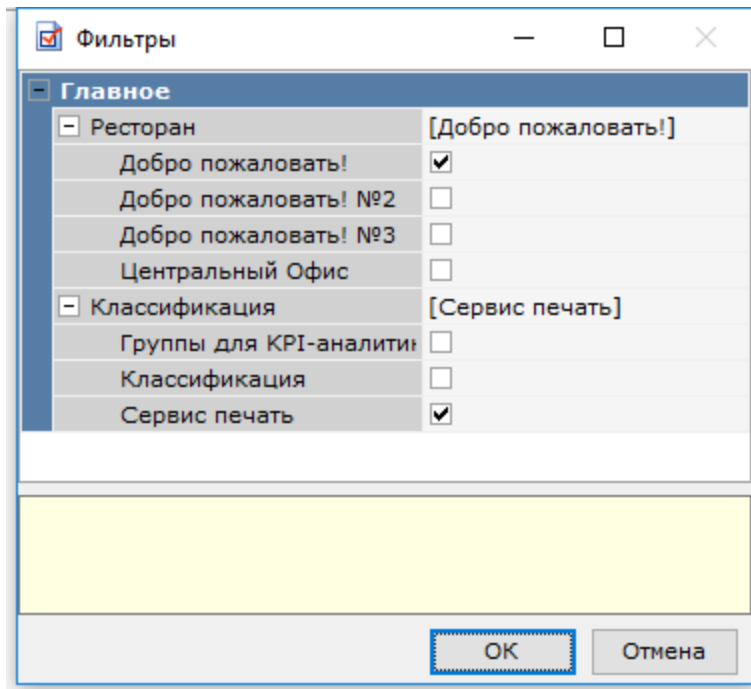 Фильтры
Главное
Ресторан [Добро пожаловать!]
Добро пожаловать!
Добро пожаловать! №2
Добро пожаловать! №3
Центральный Офис
Классификация [Сервис печать]
Группы для KPI-аналитик
Классификация
Сервис печать
ОК Отмена